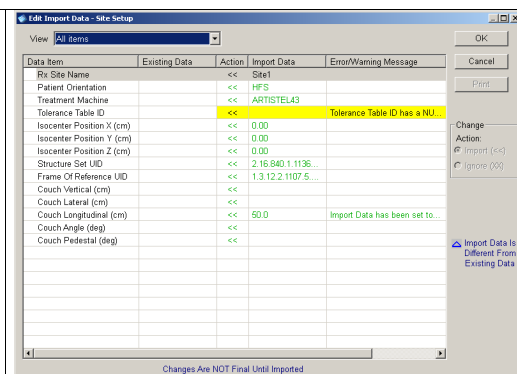 Edit Import Data - Site Setup
View All items
OK
Cancel
Print
Data Item Existing Data Action Import Data Error/Warning Message
Rx Site Name << Site1
Patient Orientation << HFS
Treatment Machine << ARTISTEL43
Tolerance Table ID << Tolerance Table ID has a NU...
Isocenter Position X (cm) << 0.00
Isocenter Position Y (cm) << 0.00
Isocenter Position Z (cm) << 0.00
Structure Set UID << 2.16.840.1.1136...
Frame Of Reference UID << 1.3.12.2.1107.5....
Couch Vertical (cm) <<
Couch Lateral (cm) <<
Couch Longitudinal (cm) << 50.0 Import Data has been set to...
Couch Angle (deg) <<
Couch Pedestal (deg) <<
Change
Action:
Import (<<)
Ignore (XX)
Import Data Is
Different From
Existing Data
Changes Are NOT Final Until Imported